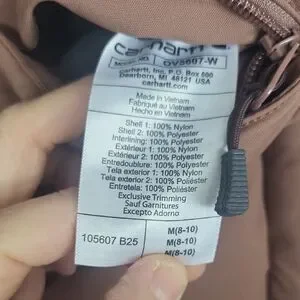 carhartt
OV5607-W
Carhartt, Inc. P.O. Box 600
Dearborn, MI 48121 USA
carhartt.com
Made in Vietnam
Fabriqué au Vietnam
Hecho en Vietnam
Shell 1: 100% Nylon
Shell 2: 100% Polyester
Interlining: 100% Polyester
Extérieur 1: 100% Nylon
Extérieur 2: 100% Polyester
Entredoublure: 100% Polyester
Tela exterior 1: 100% Nylon
Tela exterior 2: 100% Poliéster
Entretela: 100% Poliéster
Exclusive Trimming
Sauf Garnitures
Excepto Adorno
105607 B25
M(8-10)
M(8-10)
M(8-10)